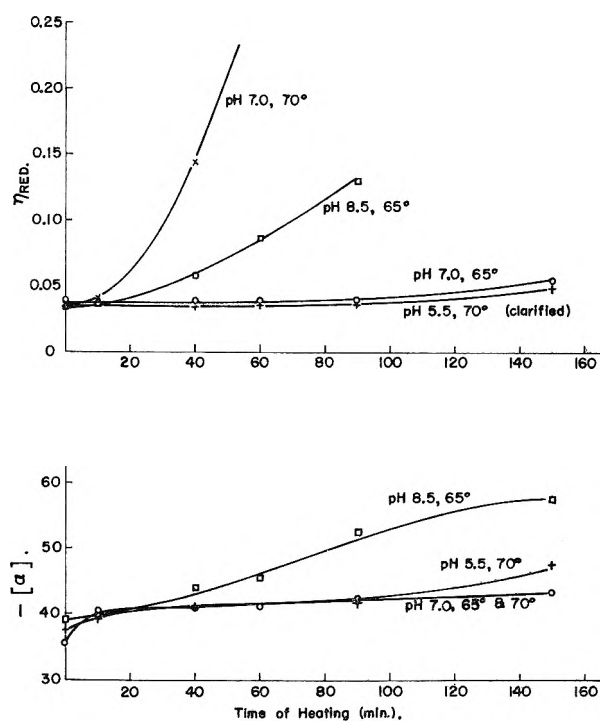 0.25
0.20
pH 7.0, 70°
0.15
ηRED.
pH 8.5, 65°
0.10
pH 7.0, 65°
0.05
pH 5.5, 70° (clarified)
0
20 40 60 80 100 120 140 160
60
pH 8.5, 65°
50
pH 5.5, 70°
— [α].
40
pH 7.0, 65° & 70°
30
20 40 60 80 100 120 140 160
Time of Heating (min.).